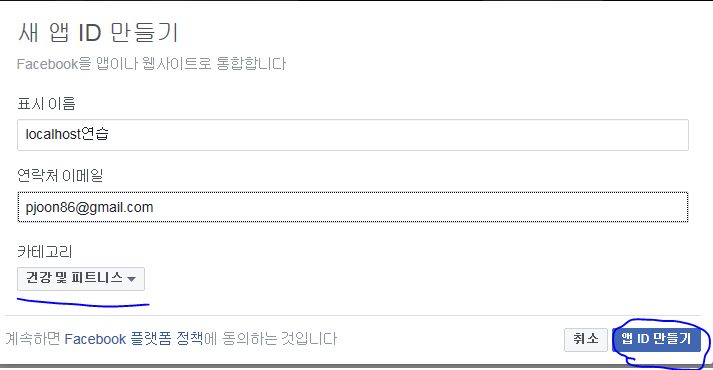 새 앱 ID 만들기
Facebook을 앱이나 웹사이트로 통합합니다
표시 이름
localhost연습
연락처 이메일
pjoon86@gmail.com
카테고리
건강 및 피트니스
계속하면 Facebook 플랫폼 정책에 동의하는 것입니다 취소 앱 ID 만들기